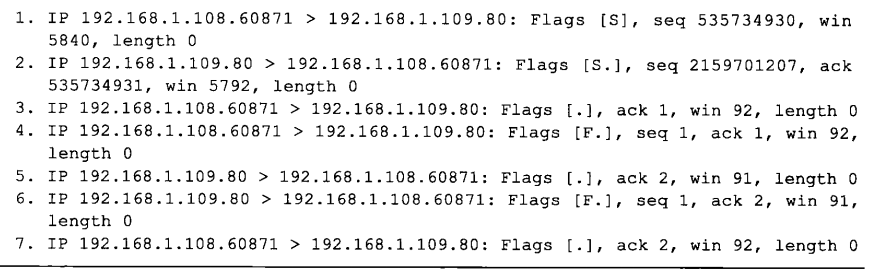 1. IP 192.168.1.108.60871 > 192.168.1.109.80: Flags [S], seq 535734930, win
5840, length 0
2. IP 192.168.1.109.80 > 192.168.1.108.60871: Flags [S.], seq 2159701207, ack
535734931, win 5792, length 0
3. IP 192.168.1.108.60871 > 192.168.1.109.80: Flags [.], ack 1, win 92, length 0
4. IP 192.168.1.108.60871 > 192.168.1.109.80: Flags [F.], seq 1, ack 1, win 92,
length 0
5. IP 192.168.1.109.80 > 192.168.1.108.60871: Flags [.], ack 2, win 91, length 0
6. IP 192.168.1.109.80 > 192.168.1.108.60871: Flags [F.], seq 1, ack 2, win 91,
length 0
7. IP 192.168.1.108.60871 > 192.168.1.109.80: Flags [.], ack 2, win 92, length 0